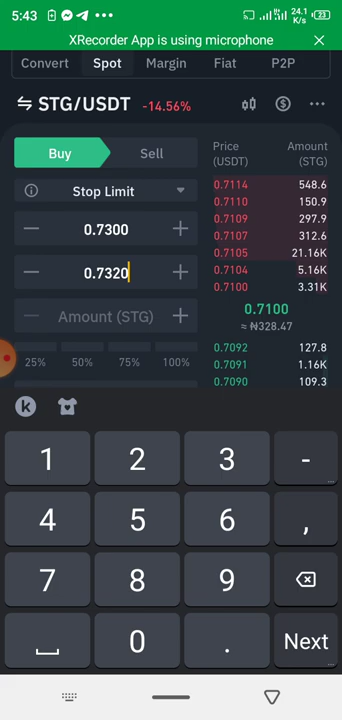 5:43 24.1 K/s 23
XRecorder App is using microphone
Convert Spot Margin Fiat P2P
STG/USDT -14.56%
Buy Sell
Price (USDT) Amount (STG)
Stop Limit
0.7300
0.7320
Amount (STG)
25% 50% 75% 100%
0.7114 548.6
0.7110 150.9
0.7109 297.9
0.7107 312.6
0.7105 21.16K
0.7104 5.16K
0.7100 3.31K
0.7100
≈ ₦328.47
0.7092 127.8
0.7091 1.16K
0.7090 109.3
k
1 2 3 -
4 5 6 ,
7 8 9
0 . Next